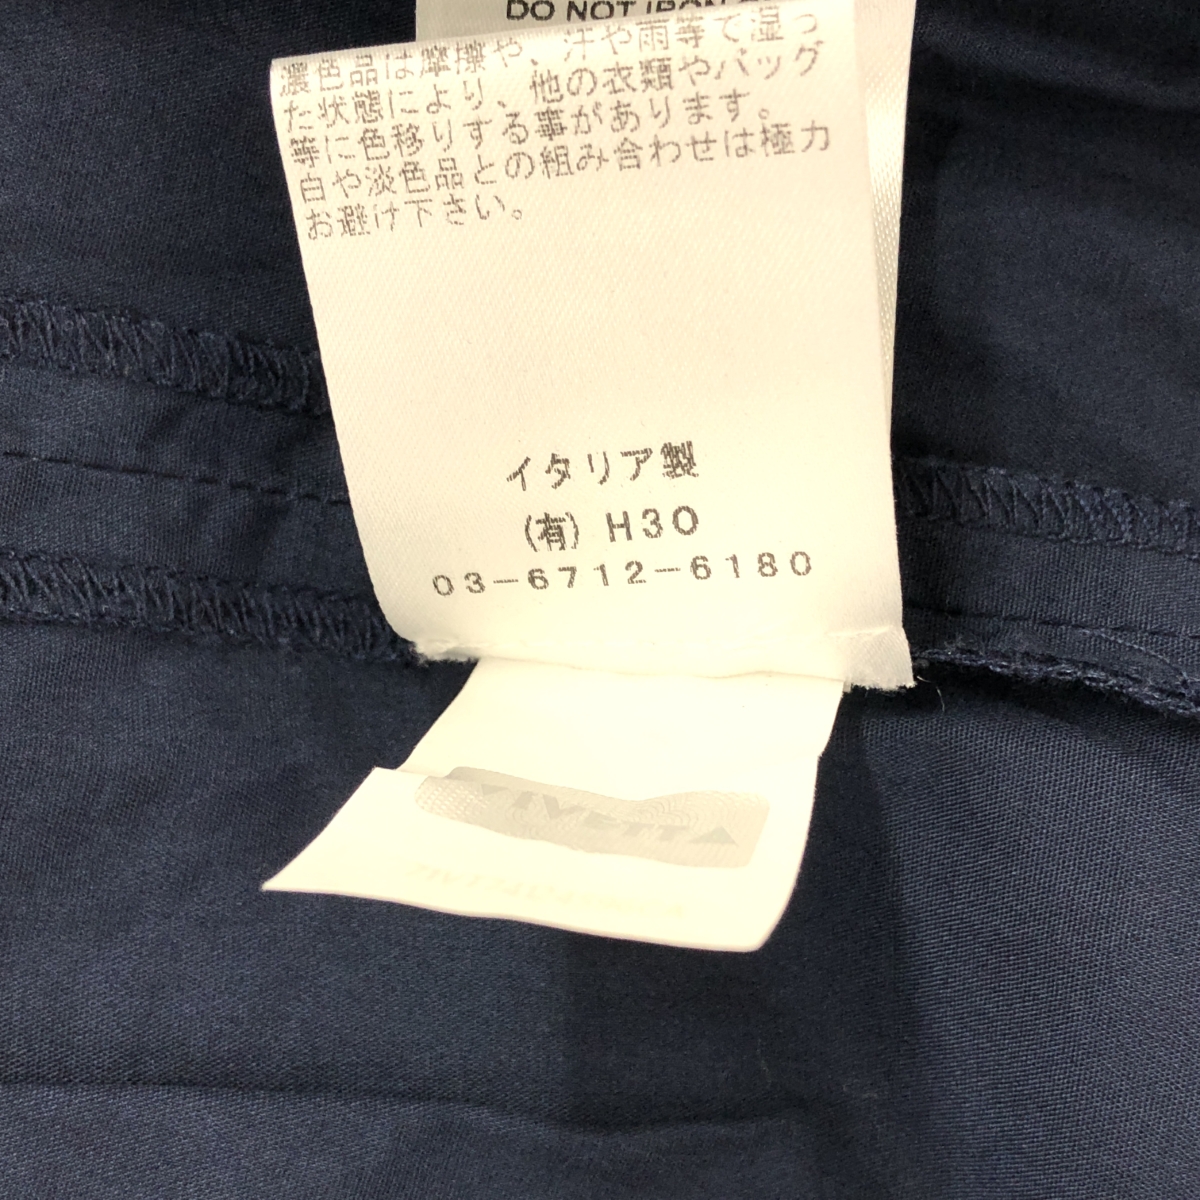 DO NOT IRON
濃色品は摩擦や、汗や雨等で湿っ
た状態により、他の衣類やバッグ
等に色移りする事があります。
白や淡色品との組み合わせは極力
お避け下さい。
イタリア製
(有) H3O
03-6712-6180
VIVETTA